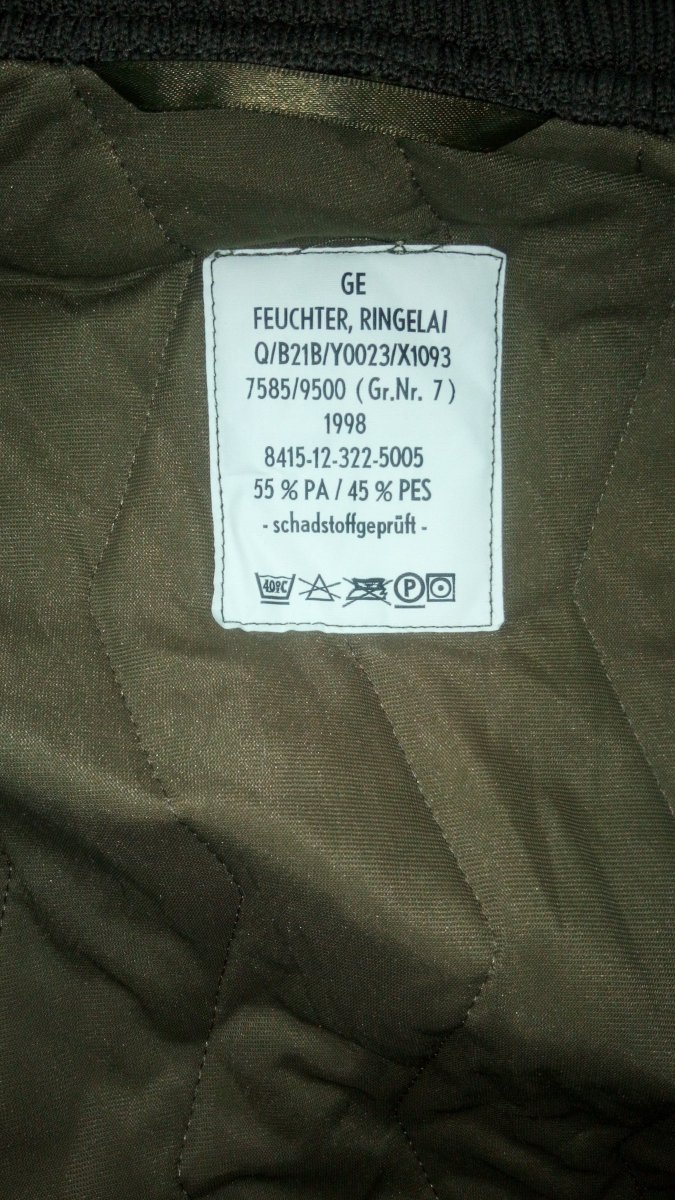 GE
FEUCHTER, RINGELAI
Q/B21B/Y0023/X1093
7585/9500 (Gr.Nr. 7)
1998
8415-12-322-5005
55 % PA / 45 % PES
- schadstoffgeprüft -
40°C P